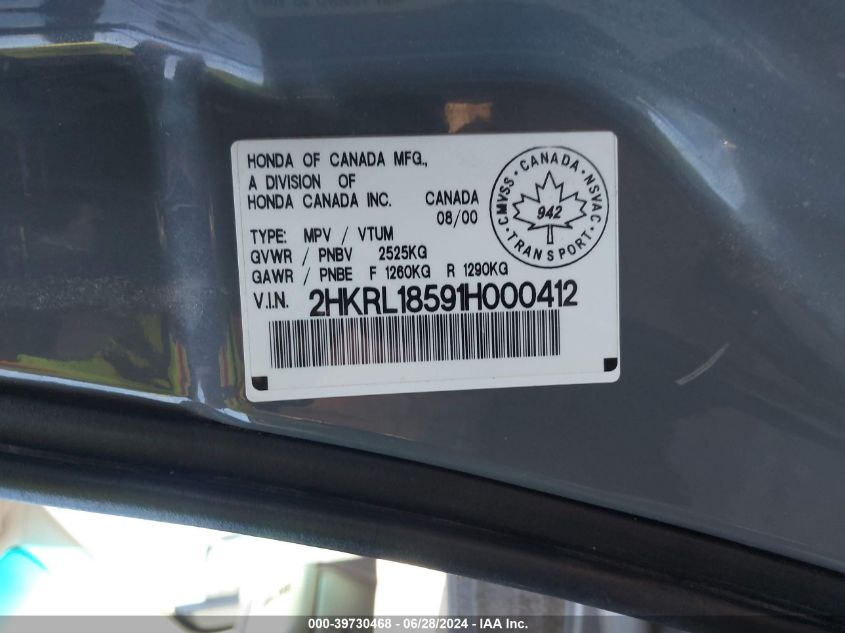 HONDA OF CANADA MFG.,
A DIVISION OF
HONDA CANADA INC. CANADA
08/00
TYPE: MPV / VTUM
GVWR / PNBV 2525KG
GAWR / PNBE F 1260KG R 1290KG
V.I.N. 2HKRL18591H000412
CMVSS • CANADA • NSVAC
942
• TRANSPORT •
000-39730468 - 06/28/2024 - IAA Inc.